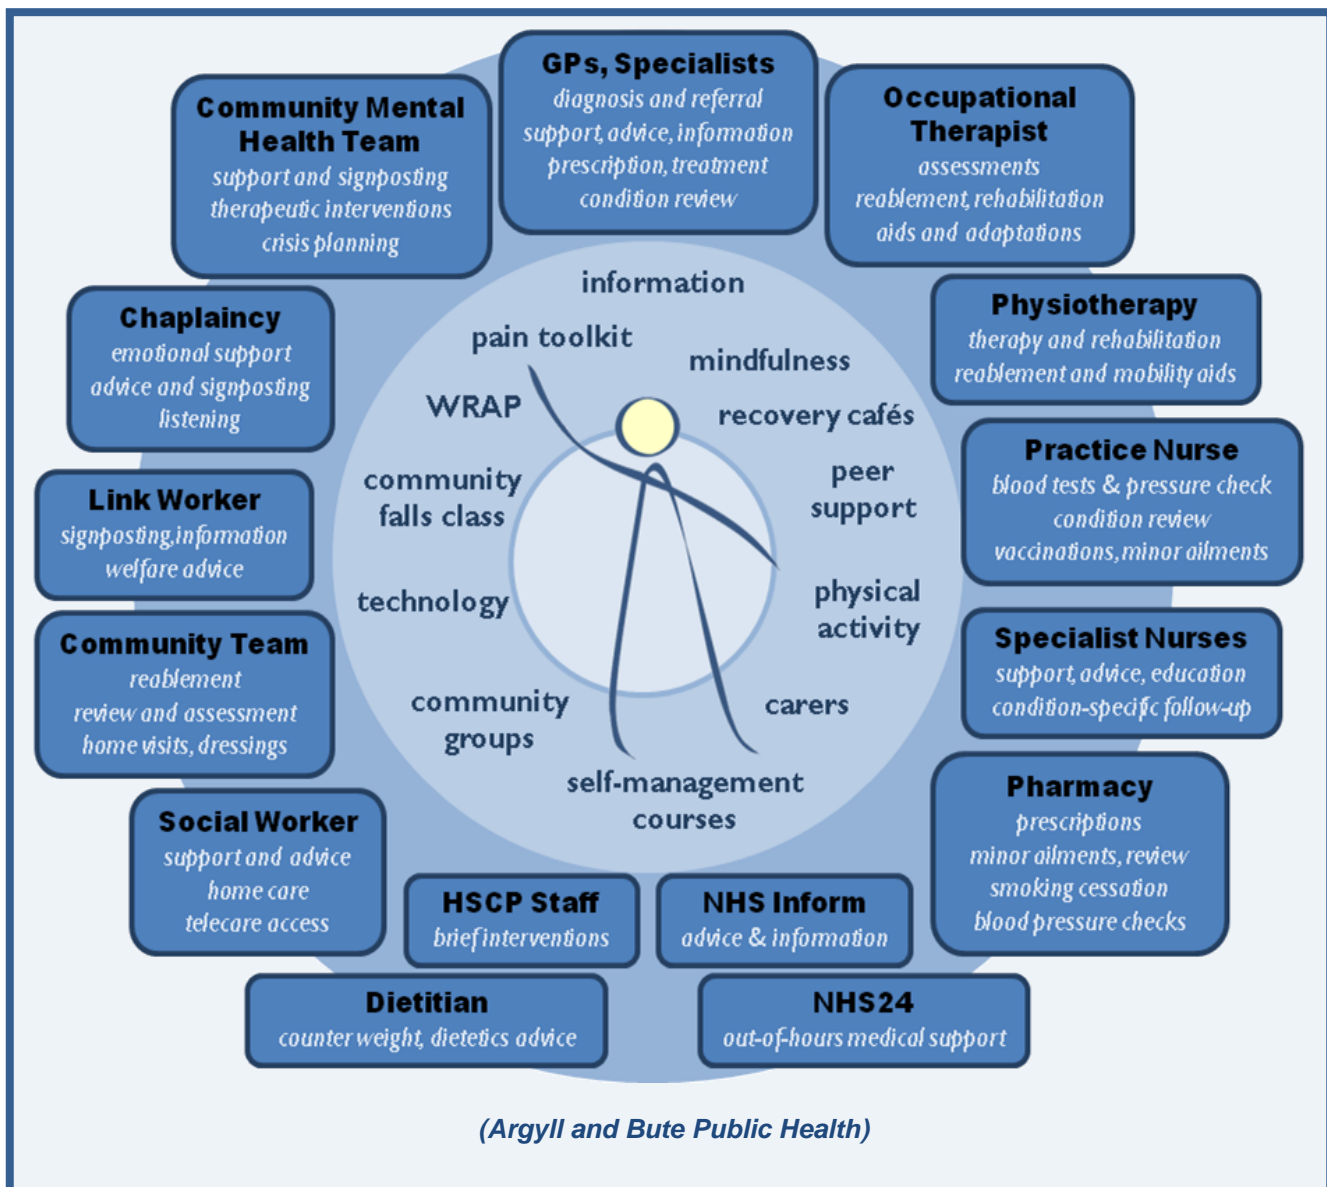 GPs, Specialists
diagnosis and referral
support, advice, information
prescription, treatment
condition review
Occupational
Therapist
assessments
reablement, rehabilitation
aids and adaptations
Physiotherapy
therapy and rehabilitation
reablement and mobility aids
Practice Nurse
blood tests & pressure check
condition review
vaccinations, minor ailments
Specialist Nurses
support, advice, education
condition-specific follow-up
Pharmacy
prescriptions
minor ailments, review
smoking cessation
blood pressure checks
NHS24
out-of-hours medical support
NHS Inform
advice & information
HSCP Staff
brief interventions
Dietitian
counter weight, dietetics advice
Social Worker
support and advice
home care
telecare access
Community Team
reablement
review and assessment
home visits, dressings
Link Worker
signposting, information
welfare advice
Chaplaincy
emotional support
advice and signposting
listening
Community Mental
Health Team
support and signposting
therapeutic interventions
crisis planning
information
mindfulness
recovery cafés
peer
support
physical
activity
carers
self-management
courses
community
groups
technology
community
falls class
WRAP
pain toolkit
(Argyll and Bute Public Health)